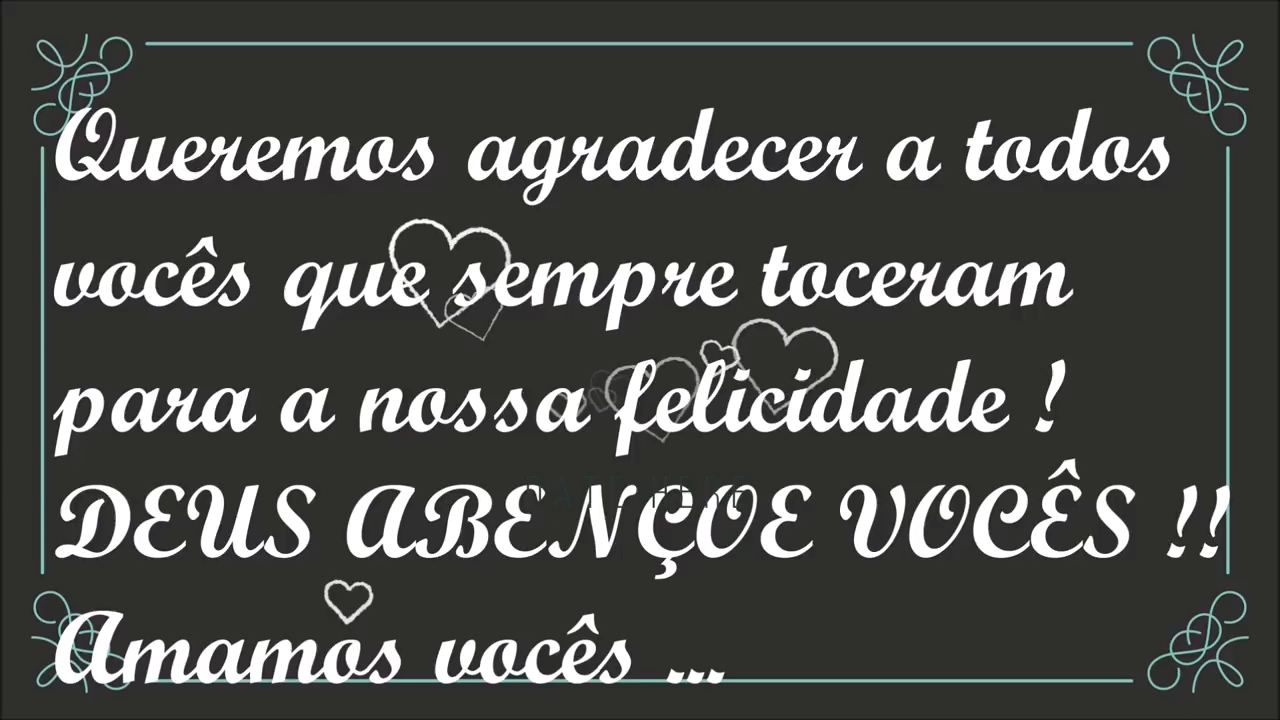 Queremos agradecer a todos
vocês que sempre toceram
para a nossa felicidade !
DEUS ABENÇOE VOCÊS !!
Amamos vocês ...